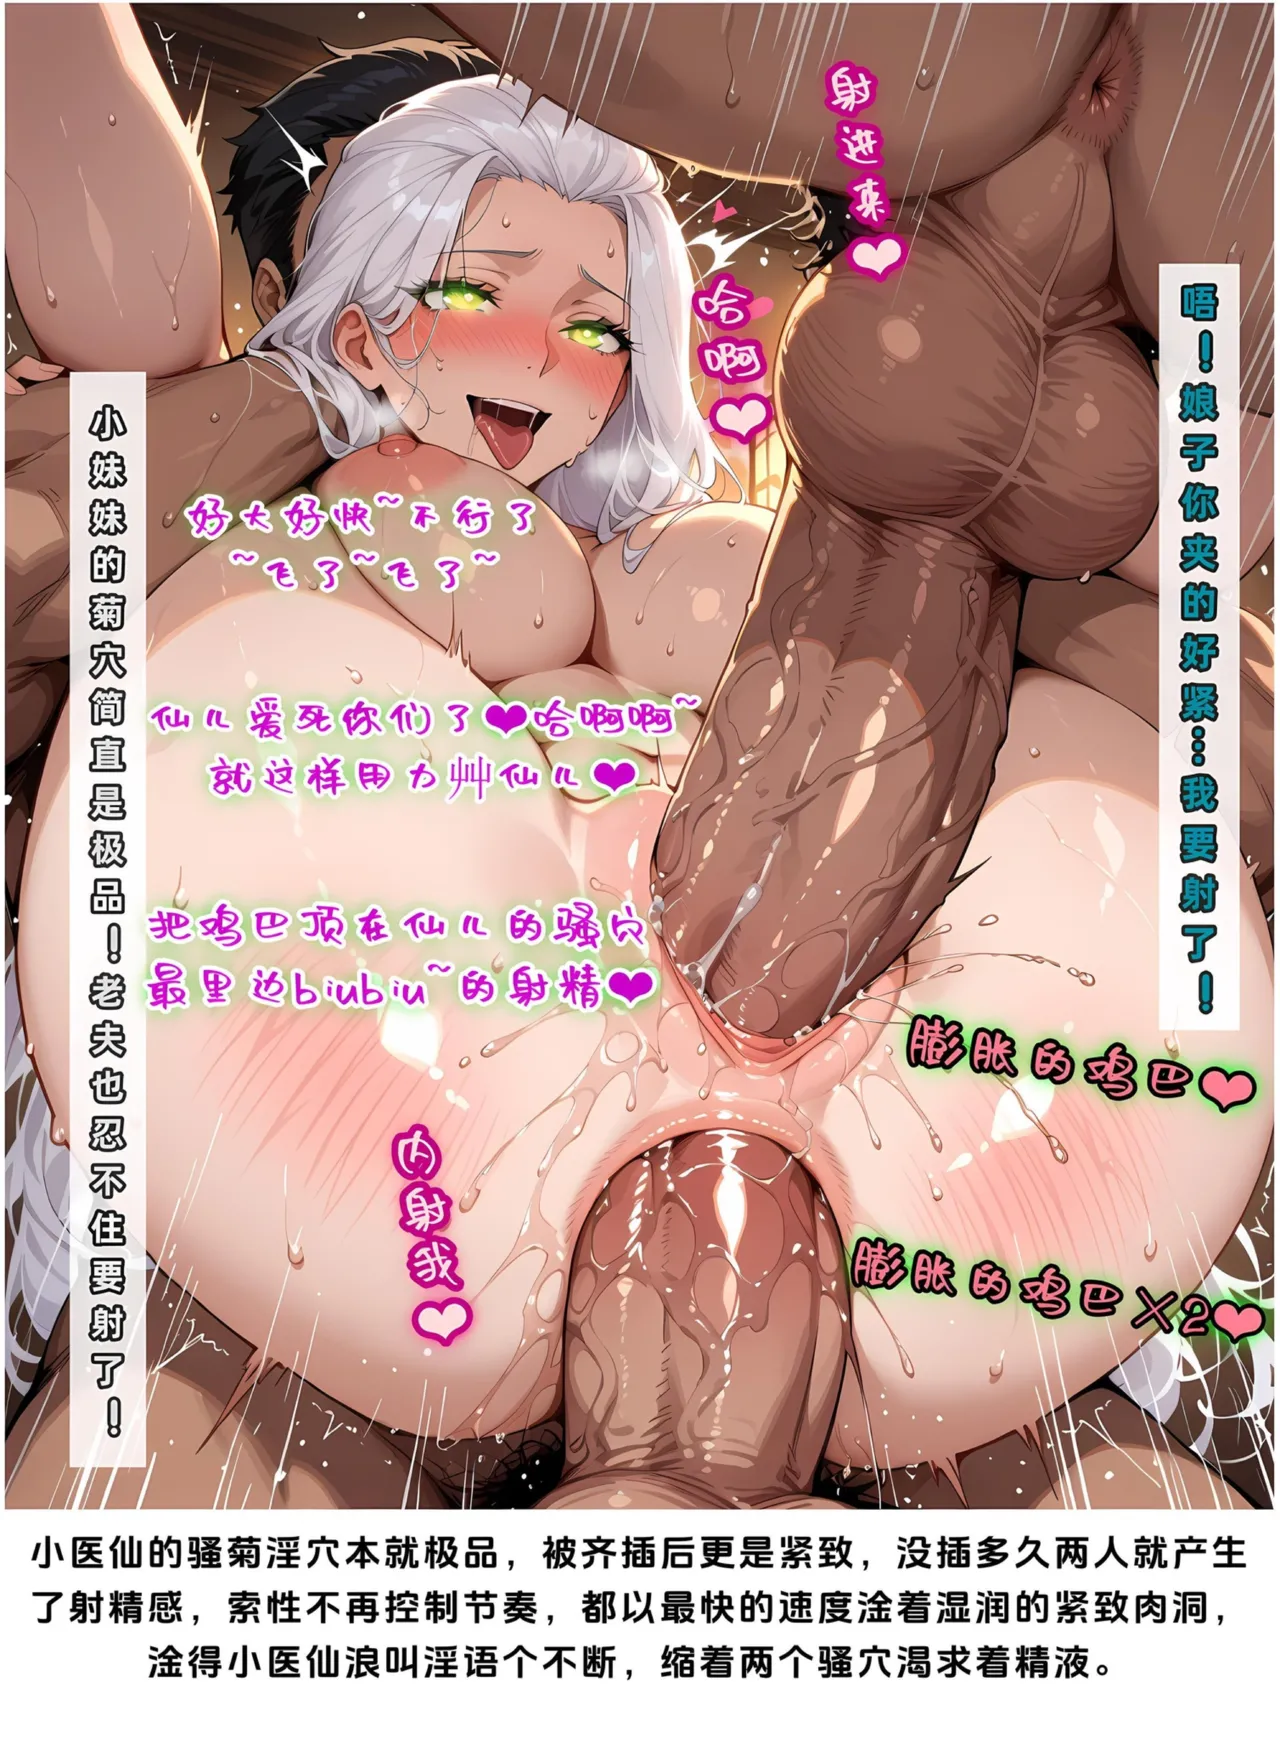 射进来
哈啊
唔！娘子你夹的好紧…我要射了！
小妹妹的菊穴简直是极品！老夫也忍不住要射了！
好大好快~不行了
~飞了~飞了~
仙儿爱死你们了❤哈啊啊~
就这样用力艸仙儿❤
把鸡巴顶在仙儿的骚穴
最里边biubiu~的射精❤
膨胀的鸡巴❤
内射我❤
膨胀的鸡巴×2❤
小医仙的骚菊淫穴本就极品，被齐插后更是紧致，没插多久两人就产生
了射精感，索性不再控制节奏，都以最快的速度淦着湿润的紧致肉洞，
淦得小医仙浪叫淫语个不断，缩着两个骚穴渴求着精液。